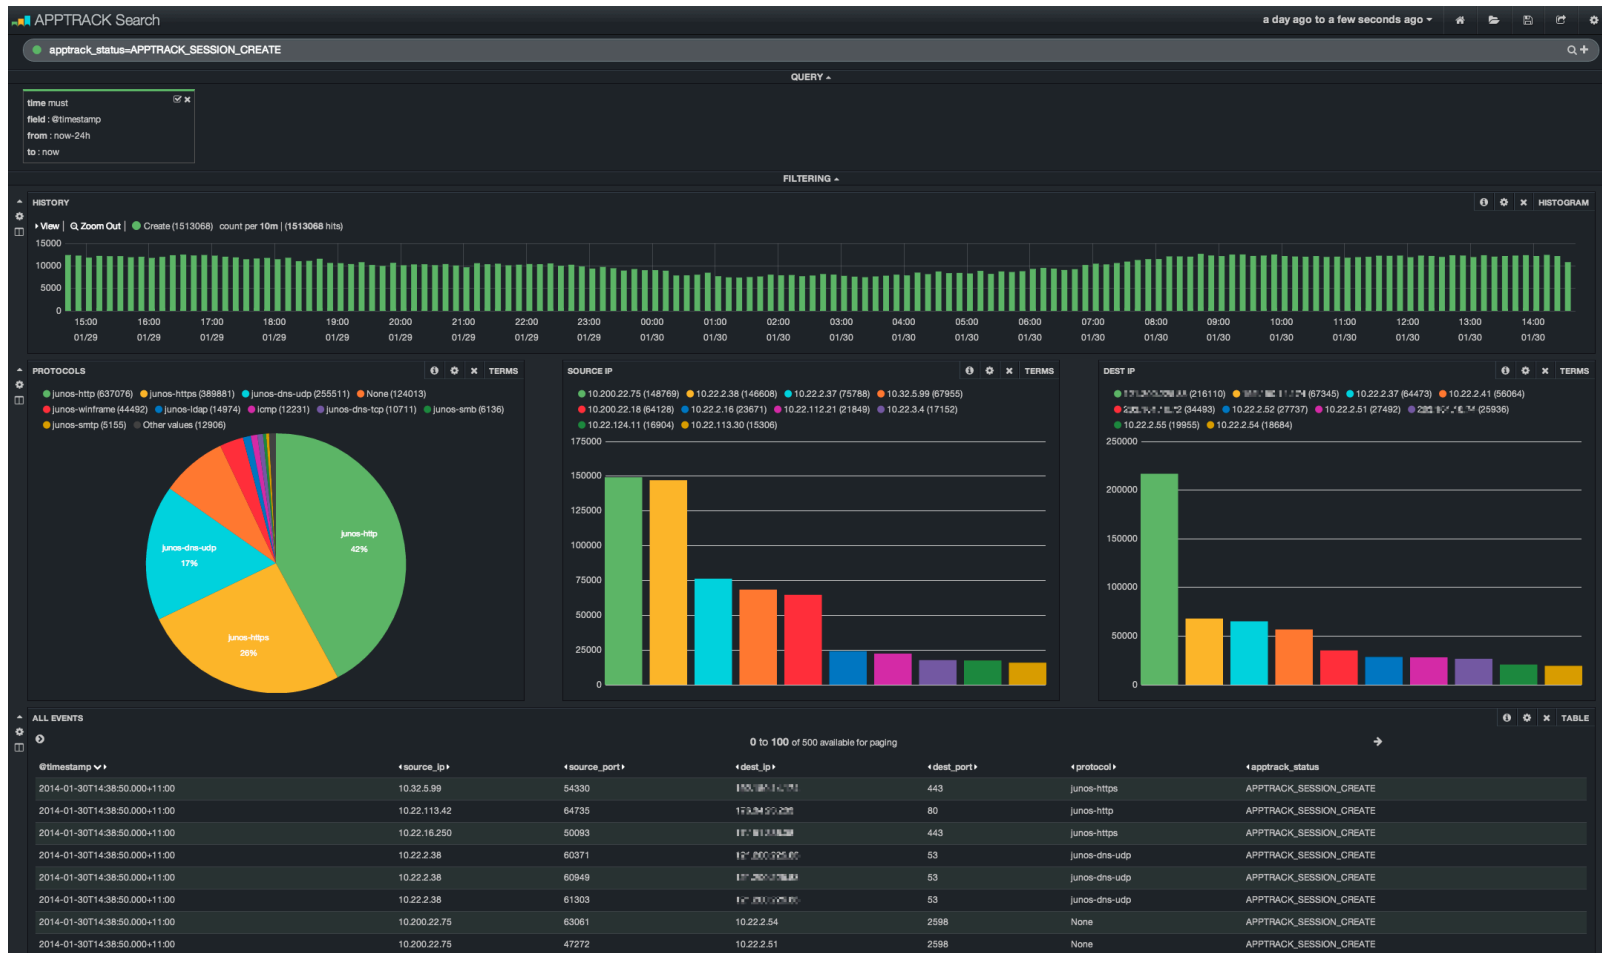 APPTRACK Search
a day ago to a few seconds ago
apptrack_status=APPTRACK_SESSION_CREATE
QUERY
time must
field : @timestamp
from : now-24h
to : now
FILTERING
HISTORY
HISTOGRAM
View | Zoom Out | Create (1513068) count per 10m | (1513068 hits)
15000
10000
5000
0
15:00 16:00 17:00 18:00 19:00 20:00 21:00 22:00 23:00 00:00 01:00 02:00 03:00 04:00 05:00 06:00 07:00 08:00 09:00 10:00 11:00 12:00 13:00 14:00
01/29 01/29 01/29 01/29 01/29 01/29 01/29 01/29 01/29 01/30 01/30 01/30 01/30 01/30 01/30 01/30 01/30 01/30 01/30 01/30 01/30 01/30 01/30 01/30
PROTOCOLS
TERMS
junos-http (637076) junos-https (389881) junos-dns-udp (255511) None (124013)
junos-winframe (44492) junos-ldap (14974) icmp (12231) junos-dns-tcp (10711) junos-smb (6136)
junos-smtp (5155) Other values (12906)
junos-http
42%
junos-dns-udp
17%
junos-https
26%
SOURCE IP
TERMS
10.200.22.75 (148769) 10.22.2.38 (146608) 10.22.2.37 (75788) 10.32.5.99 (67955)
10.200.22.18 (64128) 10.22.2.16 (23671) 10.22.112.21 (21849) 10.22.3.4 (17152)
10.22.124.11 (16904) 10.22.113.30 (15306)
175000
150000
125000
100000
75000
50000
25000
0
DEST IP
TERMS
(216110) (67345) 10.22.2.37 (64473) 10.22.2.41 (56064)
(34493) 10.22.2.52 (27737) 10.22.2.51 (27492) (25936)
10.22.2.55 (19955) 10.22.2.54 (18684)
250000
200000
150000
100000
50000
0
ALL EVENTS
TABLE
0 to 100 of 500 available for paging
@timestamp source_ip source_port dest_ip dest_port protocol apptrack_status
2014-01-30T14:38:50.000+11:00 10.32.5.99 54330 443 junos-https APPTRACK_SESSION_CREATE
2014-01-30T14:38:50.000+11:00 10.22.113.42 64735 80 junos-http APPTRACK_SESSION_CREATE
2014-01-30T14:38:50.000+11:00 10.22.16.250 50093 443 junos-https APPTRACK_SESSION_CREATE
2014-01-30T14:38:50.000+11:00 10.22.2.38 60371 53 junos-dns-udp APPTRACK_SESSION_CREATE
2014-01-30T14:38:50.000+11:00 10.22.2.38 60949 53 junos-dns-udp APPTRACK_SESSION_CREATE
2014-01-30T14:38:50.000+11:00 10.22.2.38 61303 53 junos-dns-udp APPTRACK_SESSION_CREATE
2014-01-30T14:38:50.000+11:00 10.200.22.75 63061 10.22.2.54 2598 None APPTRACK_SESSION_CREATE
2014-01-30T14:38:50.000+11:00 10.200.22.75 47272 10.22.2.51 2598 None APPTRACK_SESSION_CREATE